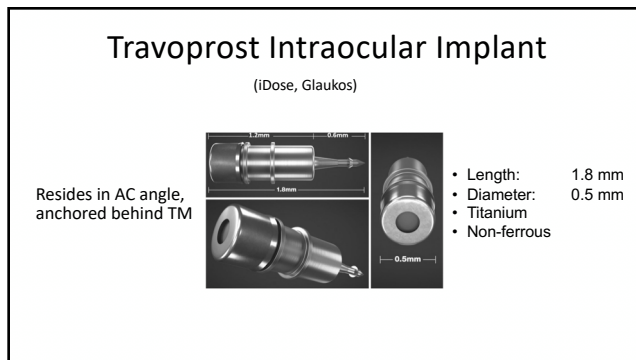 Travoprost Intraocular Implant
(iDose, Glaukos)
Resides in AC angle,
anchored behind TM
1.2mm
0.6mm
1.8mm
0.5mm
• Length: 1.8 mm
• Diameter: 0.5 mm
• Titanium
• Non-ferrous